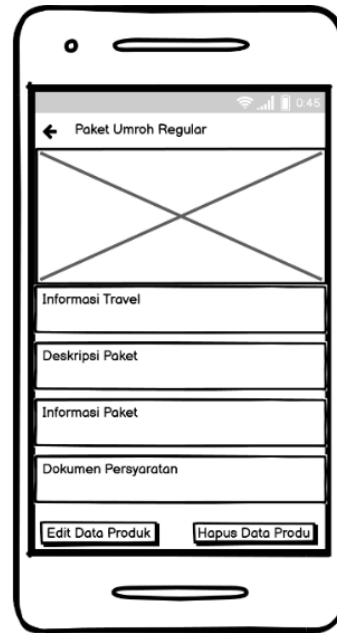 0:45
Paket Umroh Regular
Informasi Travel
Deskripsi Paket
Informasi Paket
Dokumen Persyaratan
Edit Data Produk Hapus Data Produ